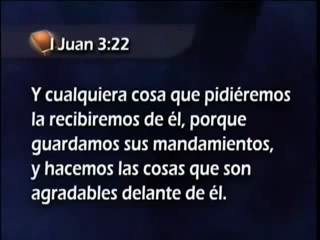 I Juan 3:22
Y cualquiera cosa que pidiéremos
la recibiremos de él, porque
guardamos sus mandamientos,
y hacemos las cosas que son
agradables delante de él.